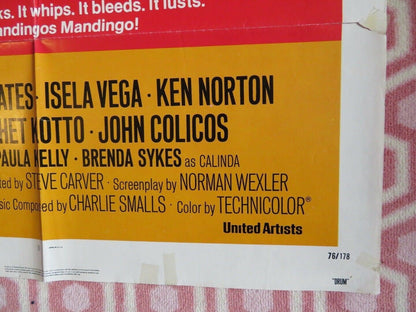 ks. It whips. It bleeds. It lusts.
andingos Mandingo!
ATES · ISELA VEGA · KEN NORTON
HET KOTTO · JOHN COLICOS
PAULA KELLY · BRENDA SYKES as CALINDA
ted by STEVE CARVER · Screenplay by NORMAN WEXLER
sic Composed by CHARLIE SMALLS · Color by TECHNICOLOR®
United Artists
76/178
"DRUM"